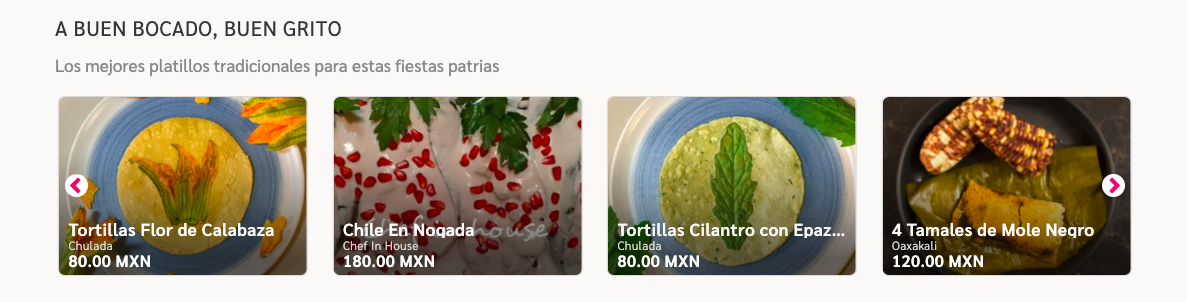 A BUEN BOCADO, BUEN GRITO
Los mejores platillos tradicionales para estas fiestas patrias
Tortillas Flor de Calabaza
Chulada
80.00 MXN
Chile En Nogada
house
Chef In House
180.00 MXN
Tortillas Cilantro con Epaz...
Chulada
80.00 MXN
4 Tamales de Mole Negro
Oaxakali
120.00 MXN